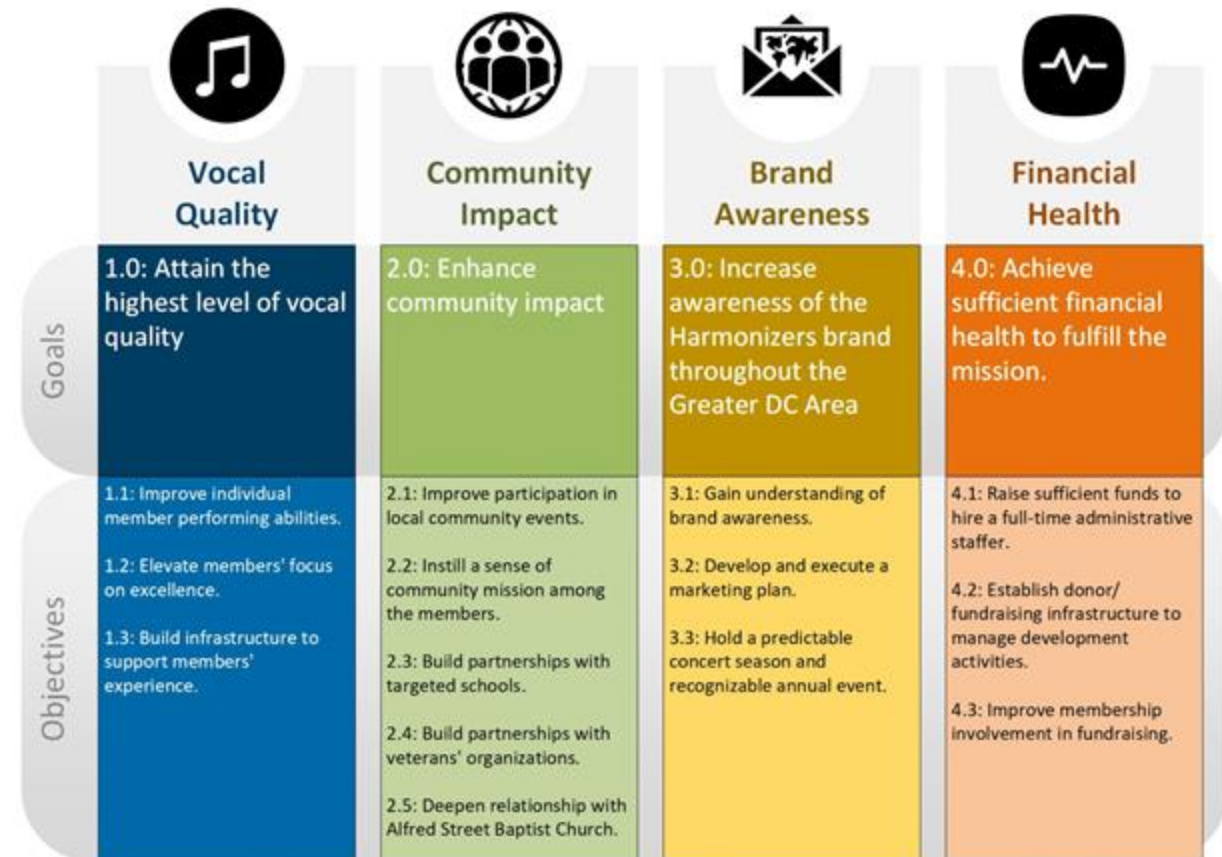 Vocal
Quality
Community
Impact
Brand
Awareness
Financial
Health
Goals
1.0: Attain the
highest level of vocal
quality
2.0: Enhance
community impact
3.0: Increase
awareness of the
Harmonizers brand
throughout the
Greater DC Area
4.0: Achieve
sufficient financial
health to fulfill the
mission.
Objectives
1.1: Improve individual
member performing abilities.
1.2: Elevate members' focus
on excellence.
1.3: Build infrastructure to
support members'
experience.
2.1: Improve participation in
local community events.
2.2: Instill a sense of
community mission among
the members.
2.3: Build partnerships with
targeted schools.
2.4: Build partnerships with
veterans' organizations.
2.5: Deepen relationship with
Alfred Street Baptist Church.
3.1: Gain understanding of
brand awareness.
3.2: Develop and execute a
marketing plan.
3.3: Hold a predictable
concert season and
recognizable annual event.
4.1: Raise sufficient funds to
hire a full-time administrative
staffer.
4.2: Establish donor/
fundraising infrastructure to
manage development
activities.
4.3: Improve membership
involvement in fundraising.